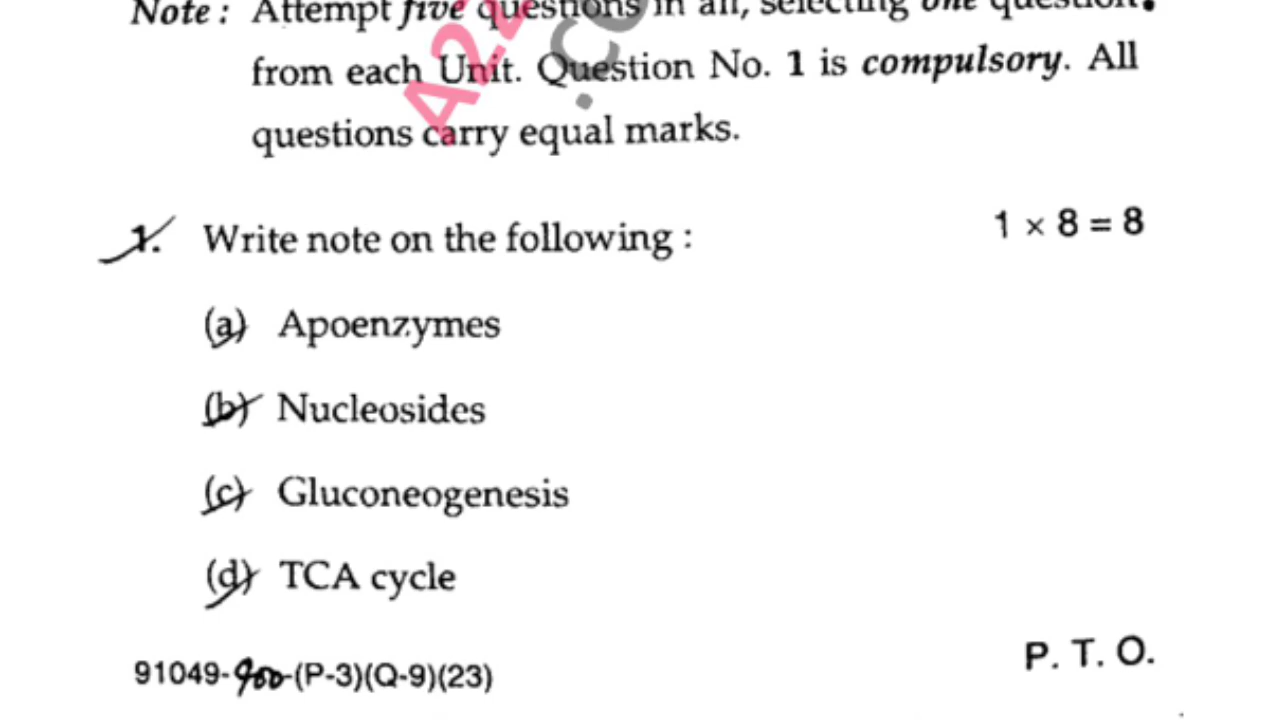 Note : Attempt five questions in all, selecting one question
from each Unit. Question No. 1 is compulsory. All
questions carry equal marks.
1. Write note on the following : 1 × 8 = 8
(a) Apoenzymes
(b) Nucleosides
(c) Gluconeogenesis
(d) TCA cycle
91049-900-(P-3)(Q-9)(23) P. T. O.